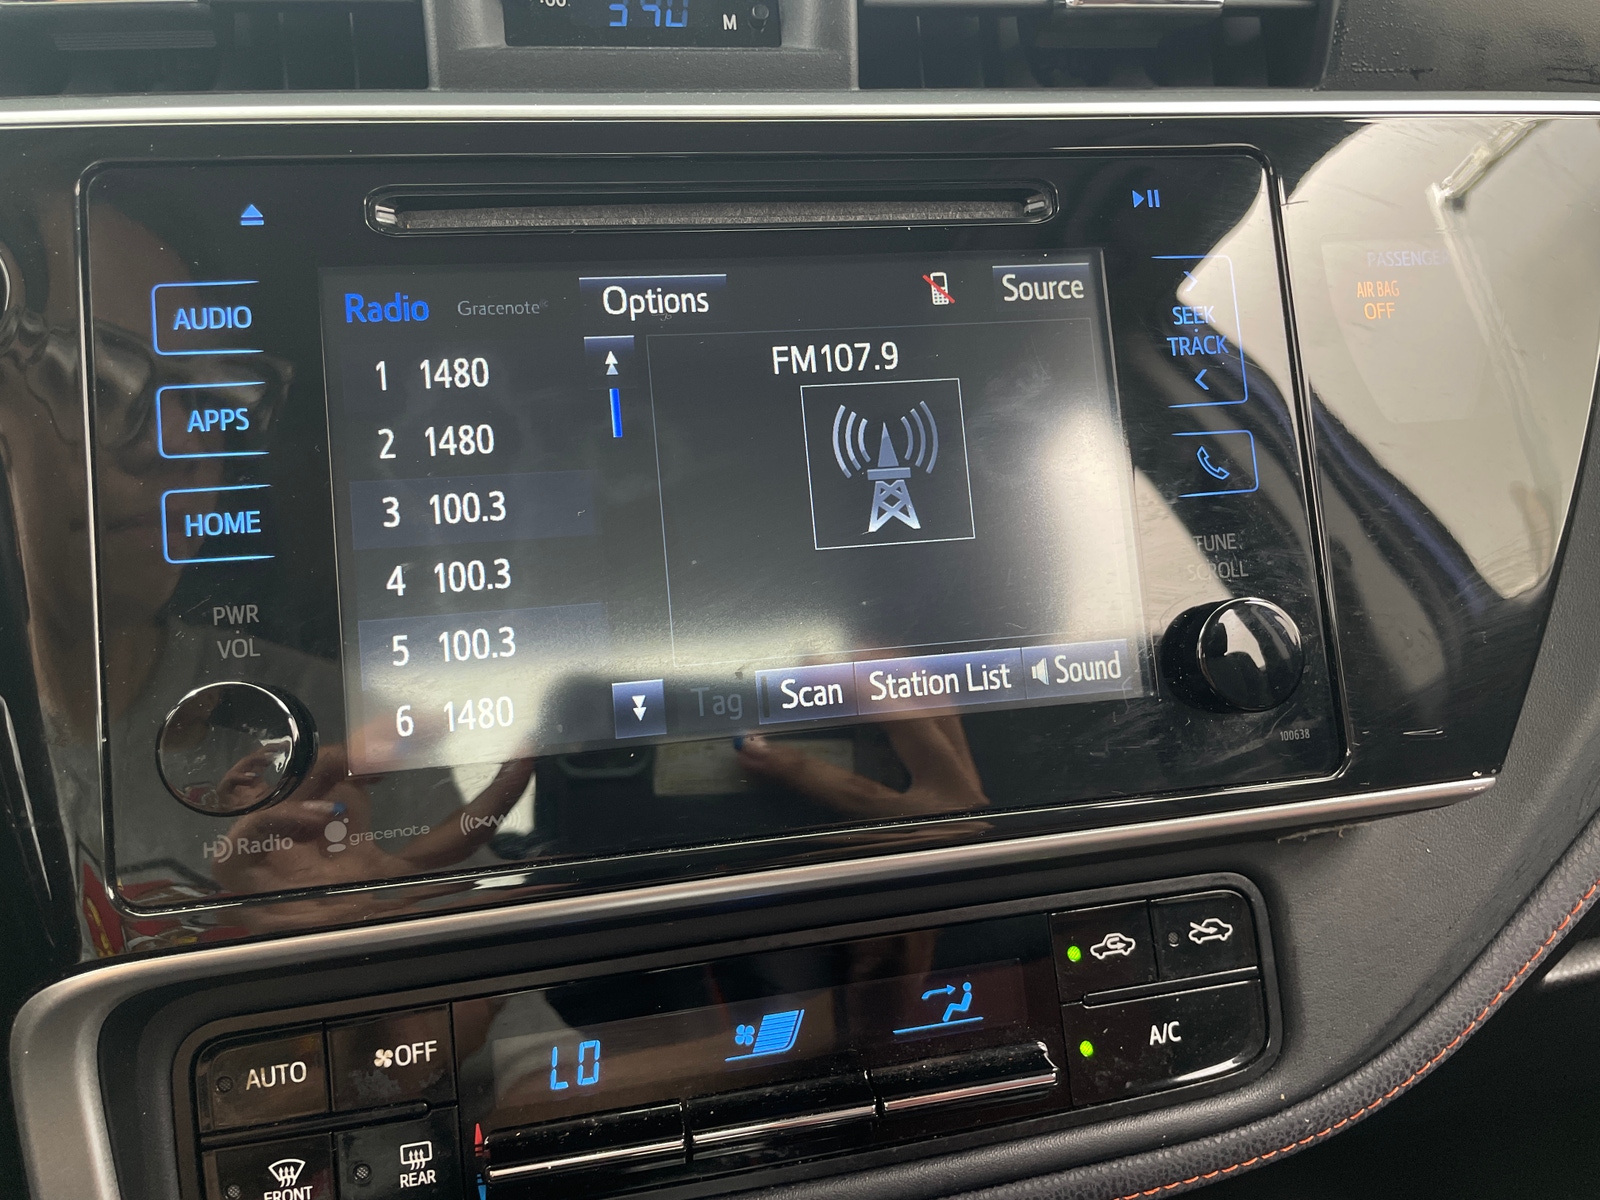 M
Radio Gracenote Options Source
AUDIO
APPS
HOME
PWR
VOL
1 1480
2 1480
3 100.3
4 100.3
5 100.3
6 1480
FM107.9
Tag Scan Station List Sound
SEEK
TRACK
TUNE
SCROLL
100638
PASSENGER
AIR BAG
OFF
HD Radio
gracenote
((XM))
AUTO
OFF
LO
A/C
FRONT
REAR